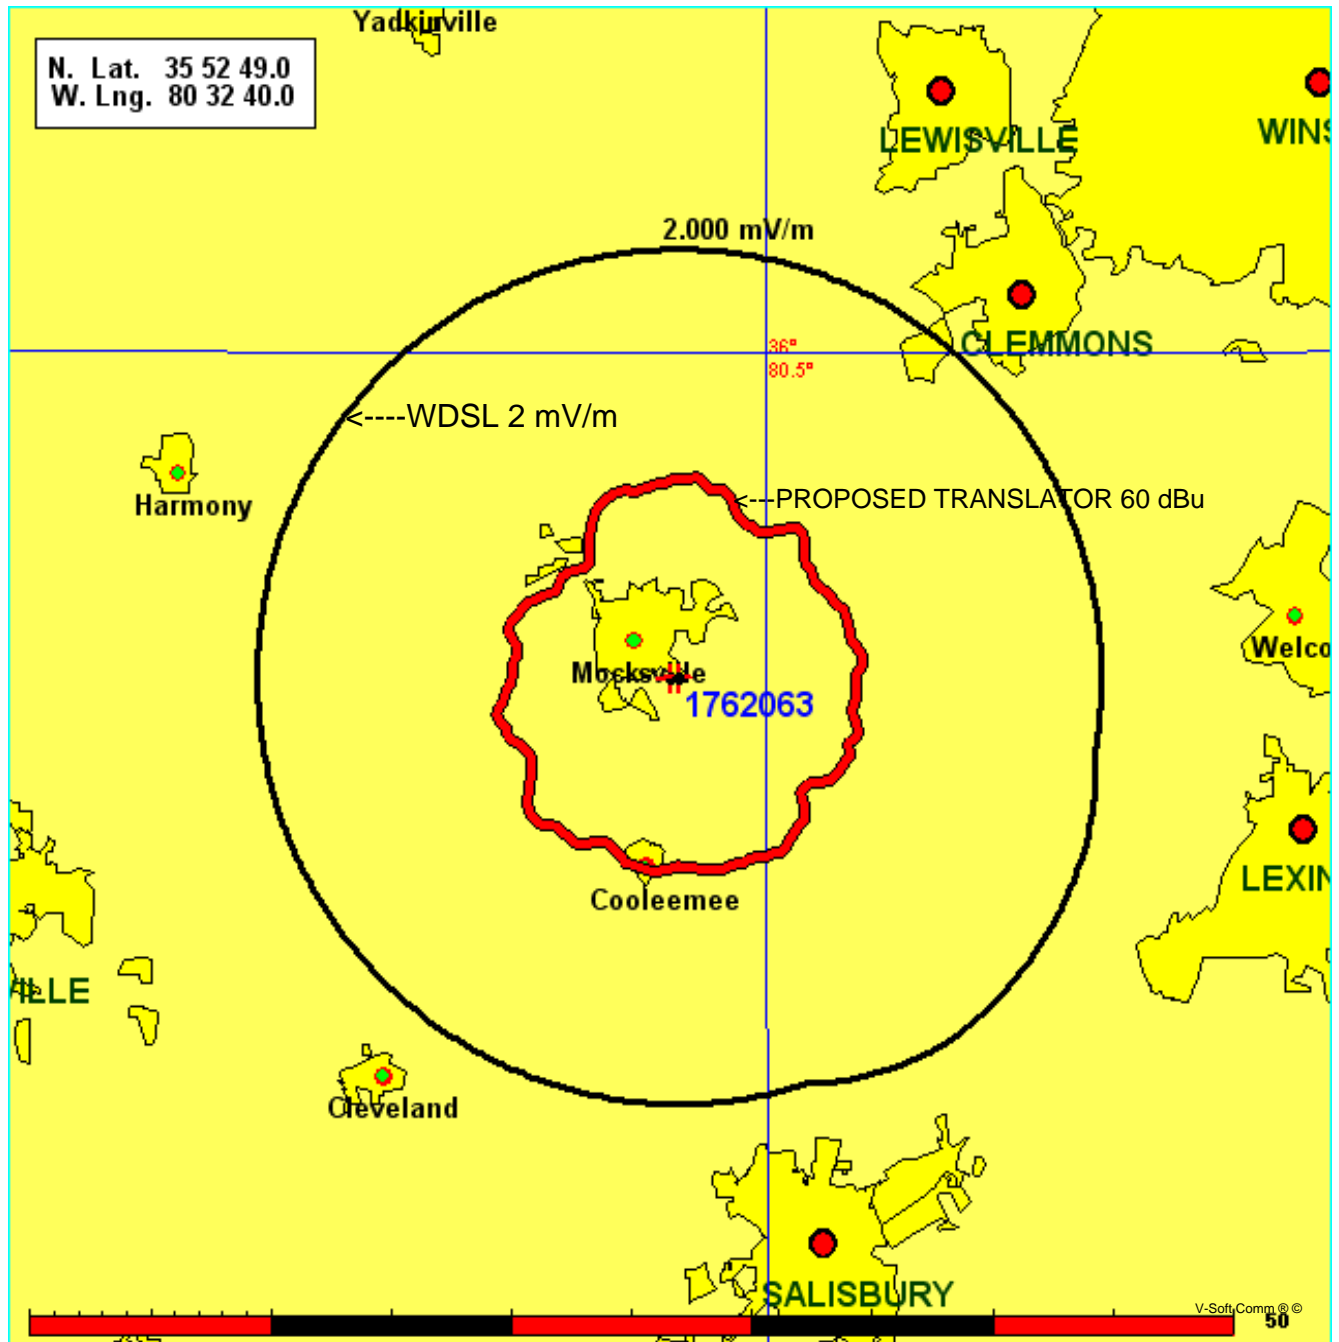 Yadkinville
N. Lat. 35 52 49.0
W. Lng. 80 32 40.0
LEWISVILLE
WINS
2.000 mV/m
CLEMMONS
36°
80.5°
<----WDSL 2 mV/m
Harmony
<---PROPOSED TRANSLATOR 60 dBu
Welco
Mocksville
1762063
LEXIN
Cooleemee
ILLE
Cleveland
SALISBURY
V-Soft Comm ® ©
50